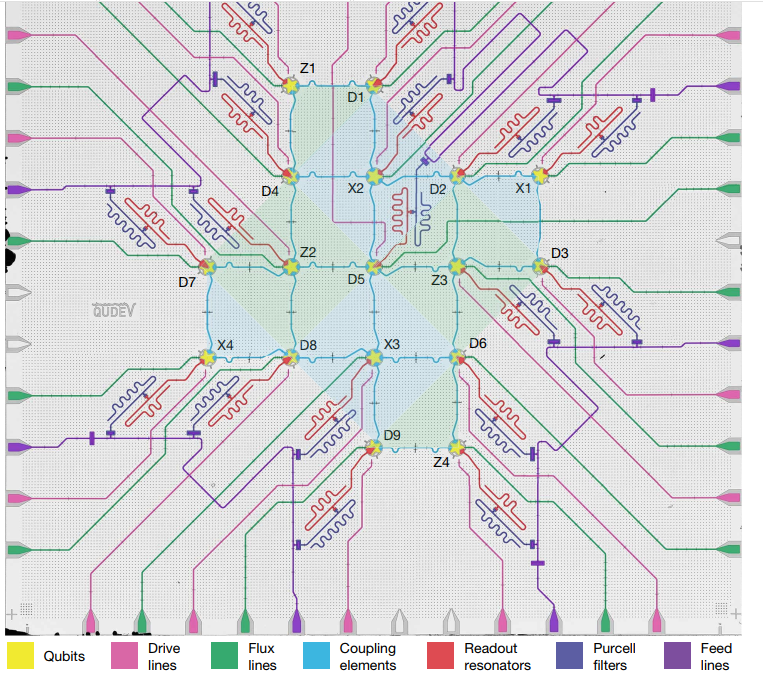 Z1
D1
D4
X2
D2
X1
Z2
D3
D7
D5
Z3
QUDEV
X4
D8
X3
D6
D9
Z4
Qubits
Drive lines
Flux lines
Coupling elements
Readout resonators
Purcell filters
Feed lines